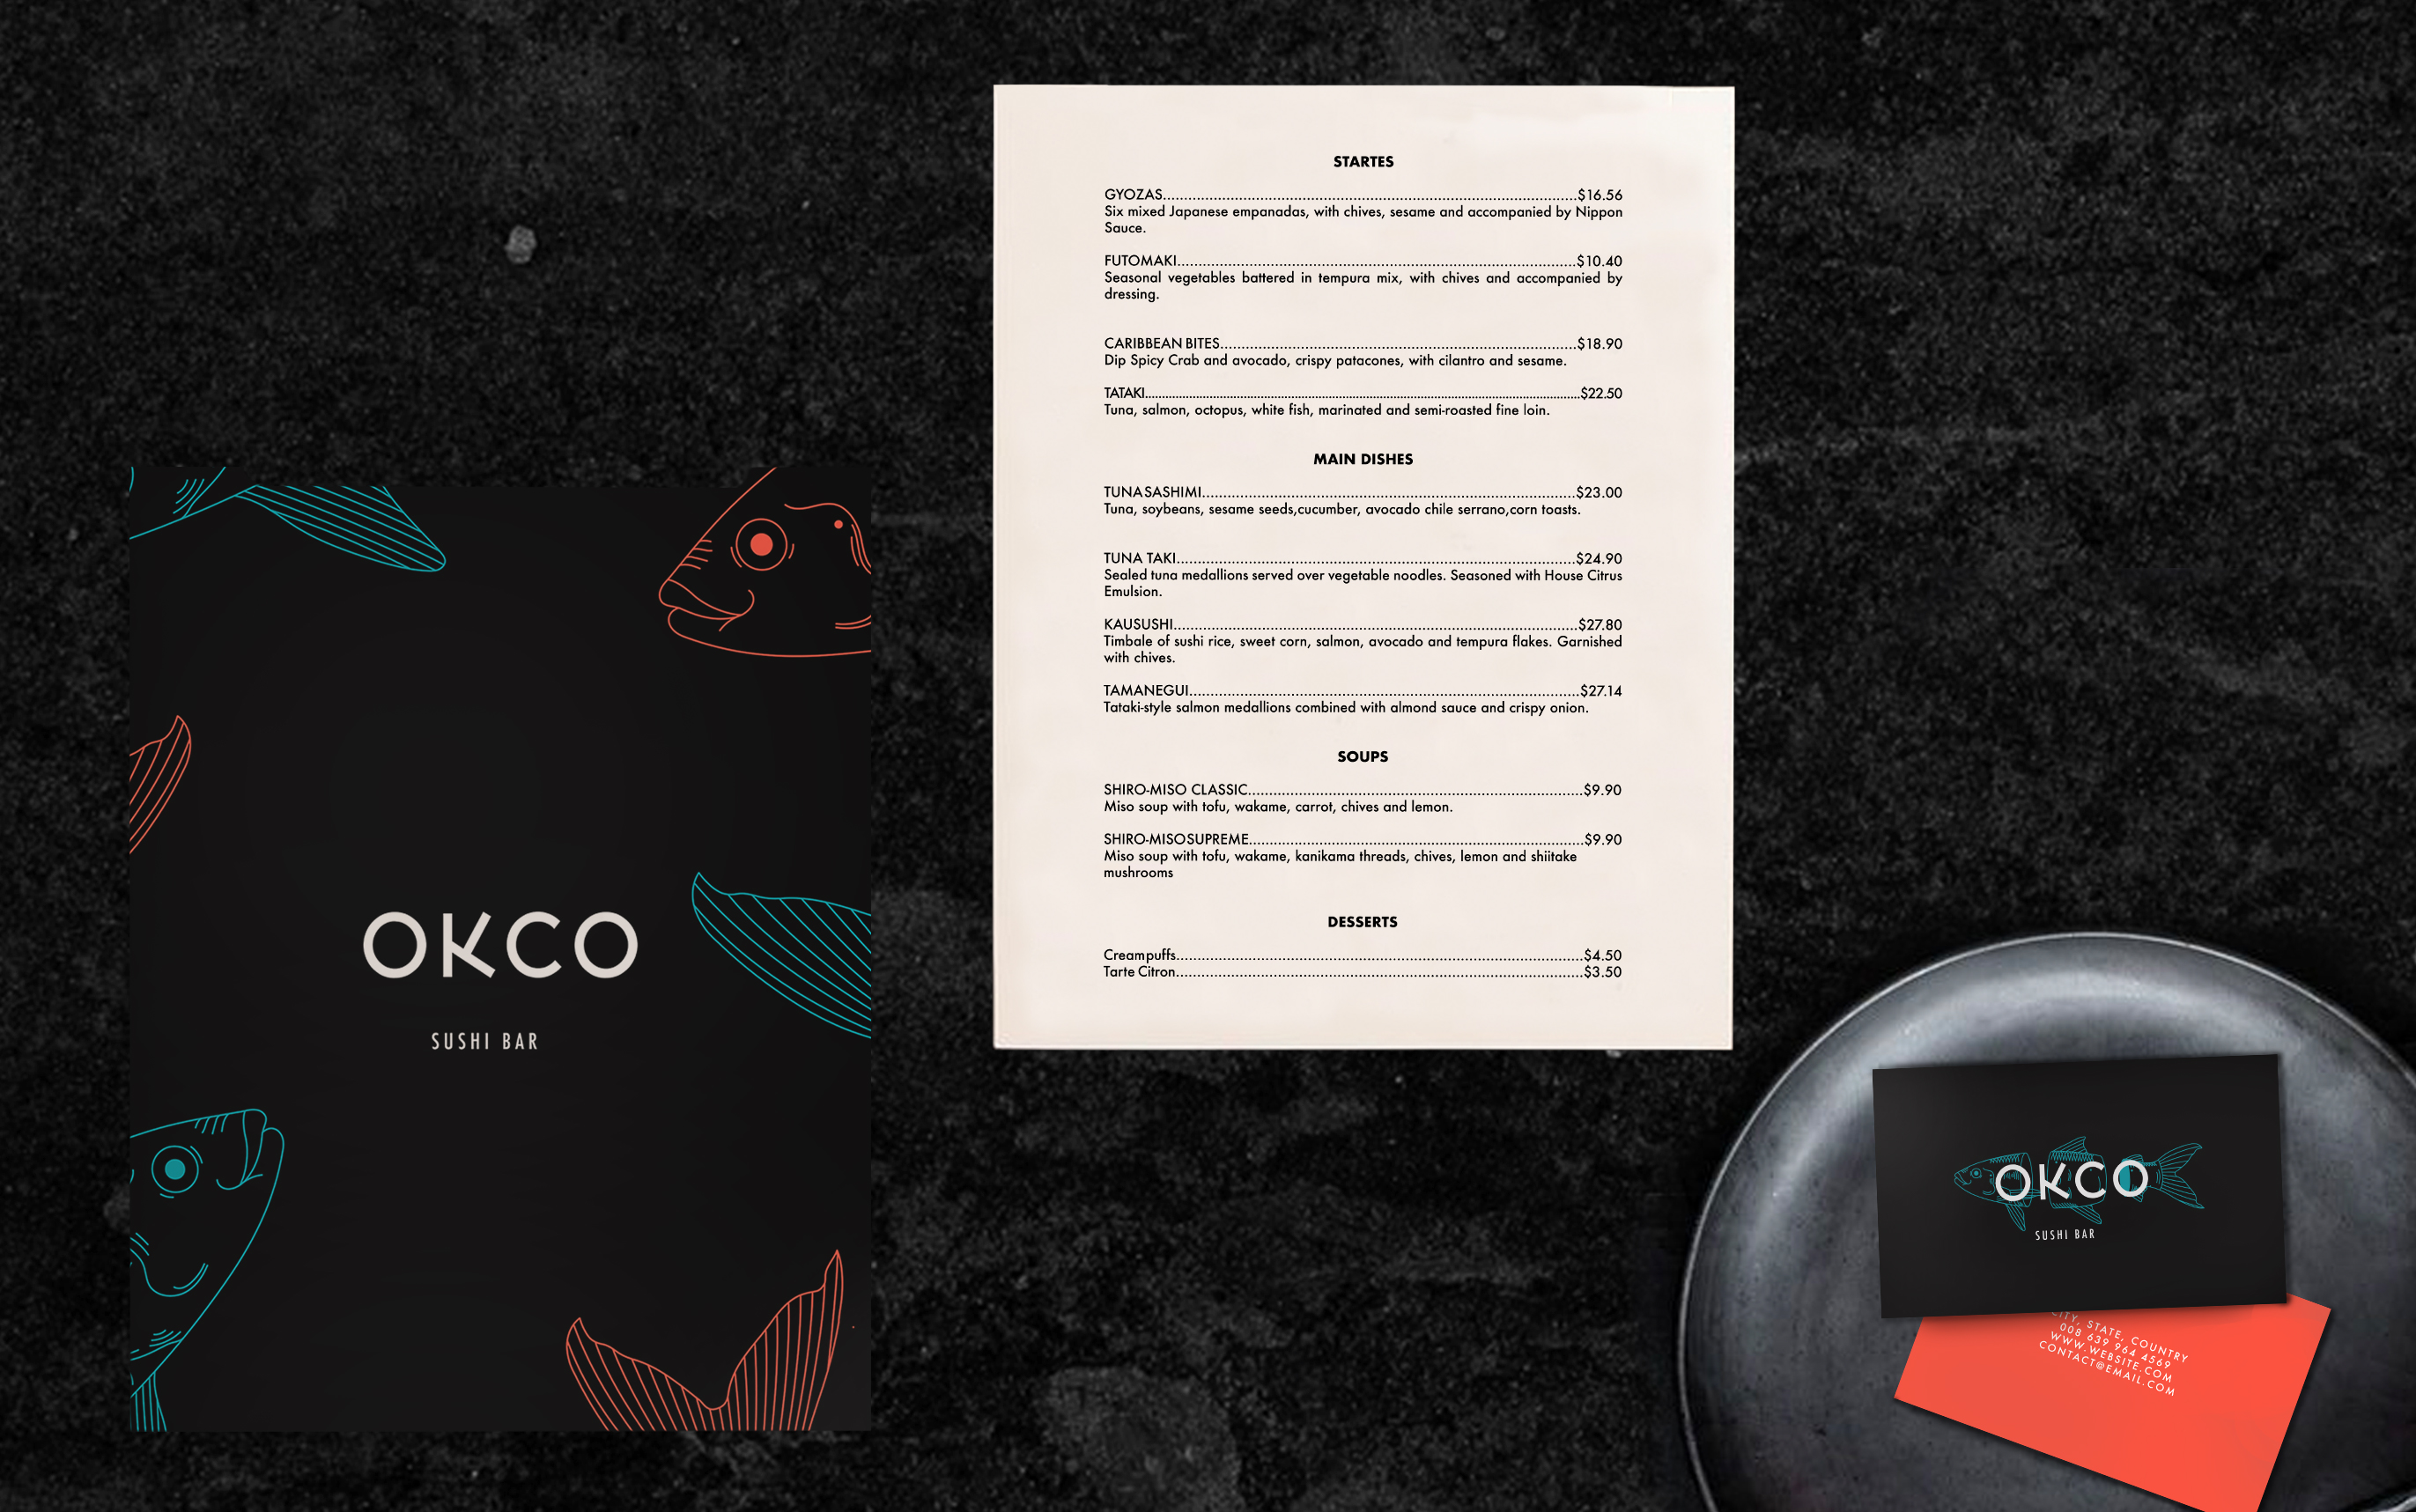 STARTES
GYOZAS...$16.56
Six mixed Japanese empanadas, with chives, sesame and accompanied by Nippon
Sauce.
FUTOMAKI...$10.40
Seasonal vegetables battered in tempura mix, with chives and accompanied by
dressing.
CARIBBEAN BITES...$18.90
Dip Spicy Crab and avocado, crispy patacones, with cilantro and sesame.
TATAKI...$22.50
Tuna, salmon, octopus, white fish, marinated and semi-roasted fine loin.
MAIN DISHES
TUNA SASHIMI...$23.00
Tuna, soybeans, sesame seeds,cucumber, avocado chile serrano,corn toasts.
TUNA TAKI...$24.90
Sealed tuna medallions served over vegetable noodles. Seasoned with House Citrus
Emulsion.
KAUSUSHI...$27.80
Timbale of sushi rice, sweet corn, salmon, avocado and tempura flakes. Garnished
with chives.
TAMANEGUI...$27.14
Tataki-style salmon medallions combined with almond sauce and crispy onion.
SOUPS
SHIRO-MISO CLASSIC...$9.90
Miso soup with tofu, wakame, carrot, chives and lemon.
SHIRO-MISO SUPREME...$9.90
Miso soup with tofu, wakame, kanikama threads, chives, lemon and shiitake
mushrooms
DESSERTS
Cream puffs...$4.50
Tarte Citron...$3.50
OKCO
SUSHI BAR
OKCO
SUSHI BAR
CITY, STATE, COUNTRY
008 639 964 4569
WWW.WEBSITE.COM
CONTACT@EMAIL.COM